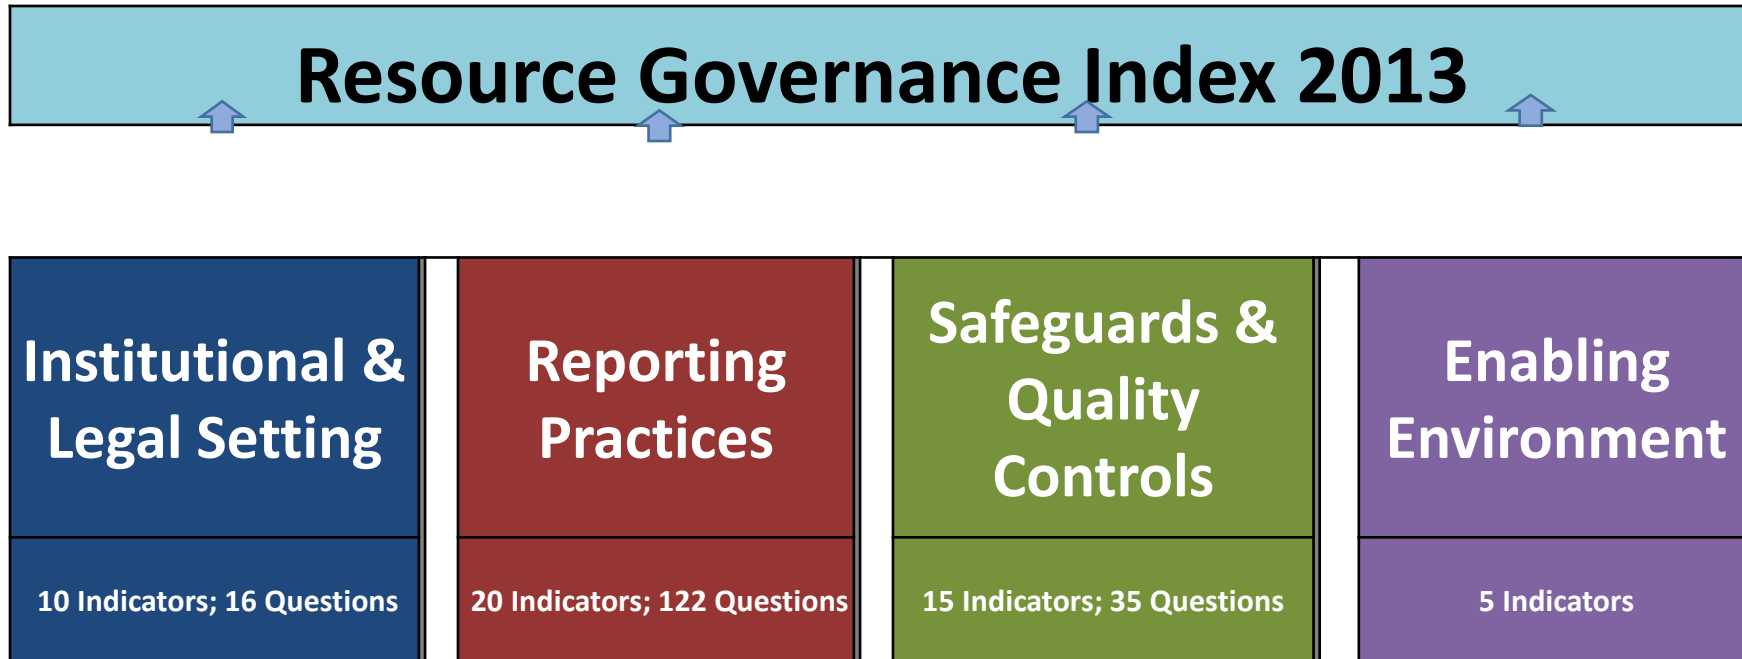 Resource Governance Index 2013
Institutional &
Legal Setting
Reporting
Practices
Safeguards &
Quality
Controls
Enabling
Environment
10 Indicators; 16 Questions
20 Indicators; 122 Questions
15 Indicators; 35 Questions
5 Indicators